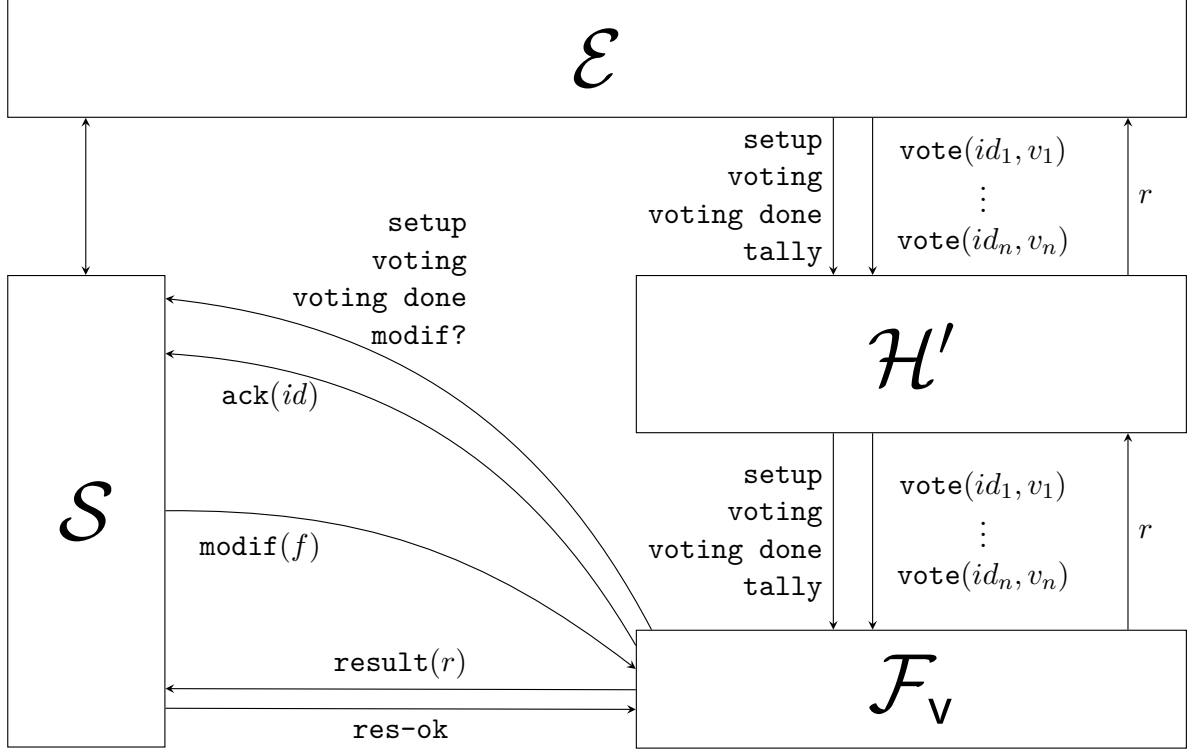 ℰ
setup
voting
voting done
tally
vote(id₁, v₁)
⋮
vote(idₙ, vₙ)
r
setup
voting
voting done
modif?
ack(id)
modif(f)
result(r)
res-ok
𝒮
ℋ′
setup
voting
voting done
tally
vote(id₁, v₁)
⋮
vote(idₙ, vₙ)
r
ℱᵥ